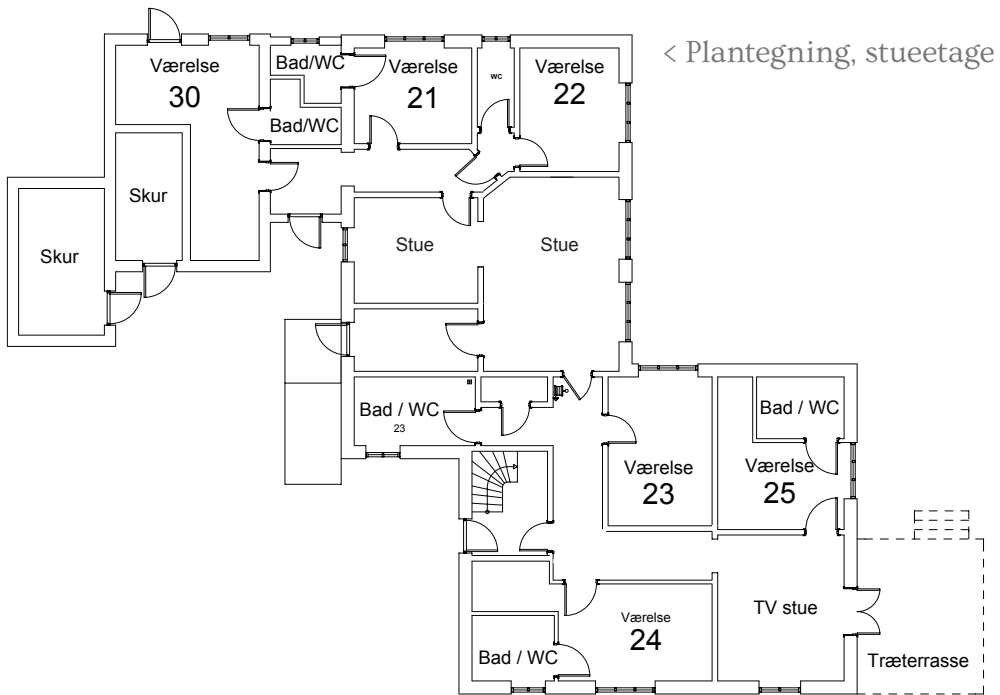 < Plantegning, stueetage
Værelse
30
Bad/WC
Bad/WC
Værelse
21
WC
Værelse
22
Skur
Skur
Stue
Stue
Bad / WC
23
Værelse
23
Bad / WC
Værelse
25
Værelse
24
Bad / WC
TV stue
Træterrasse